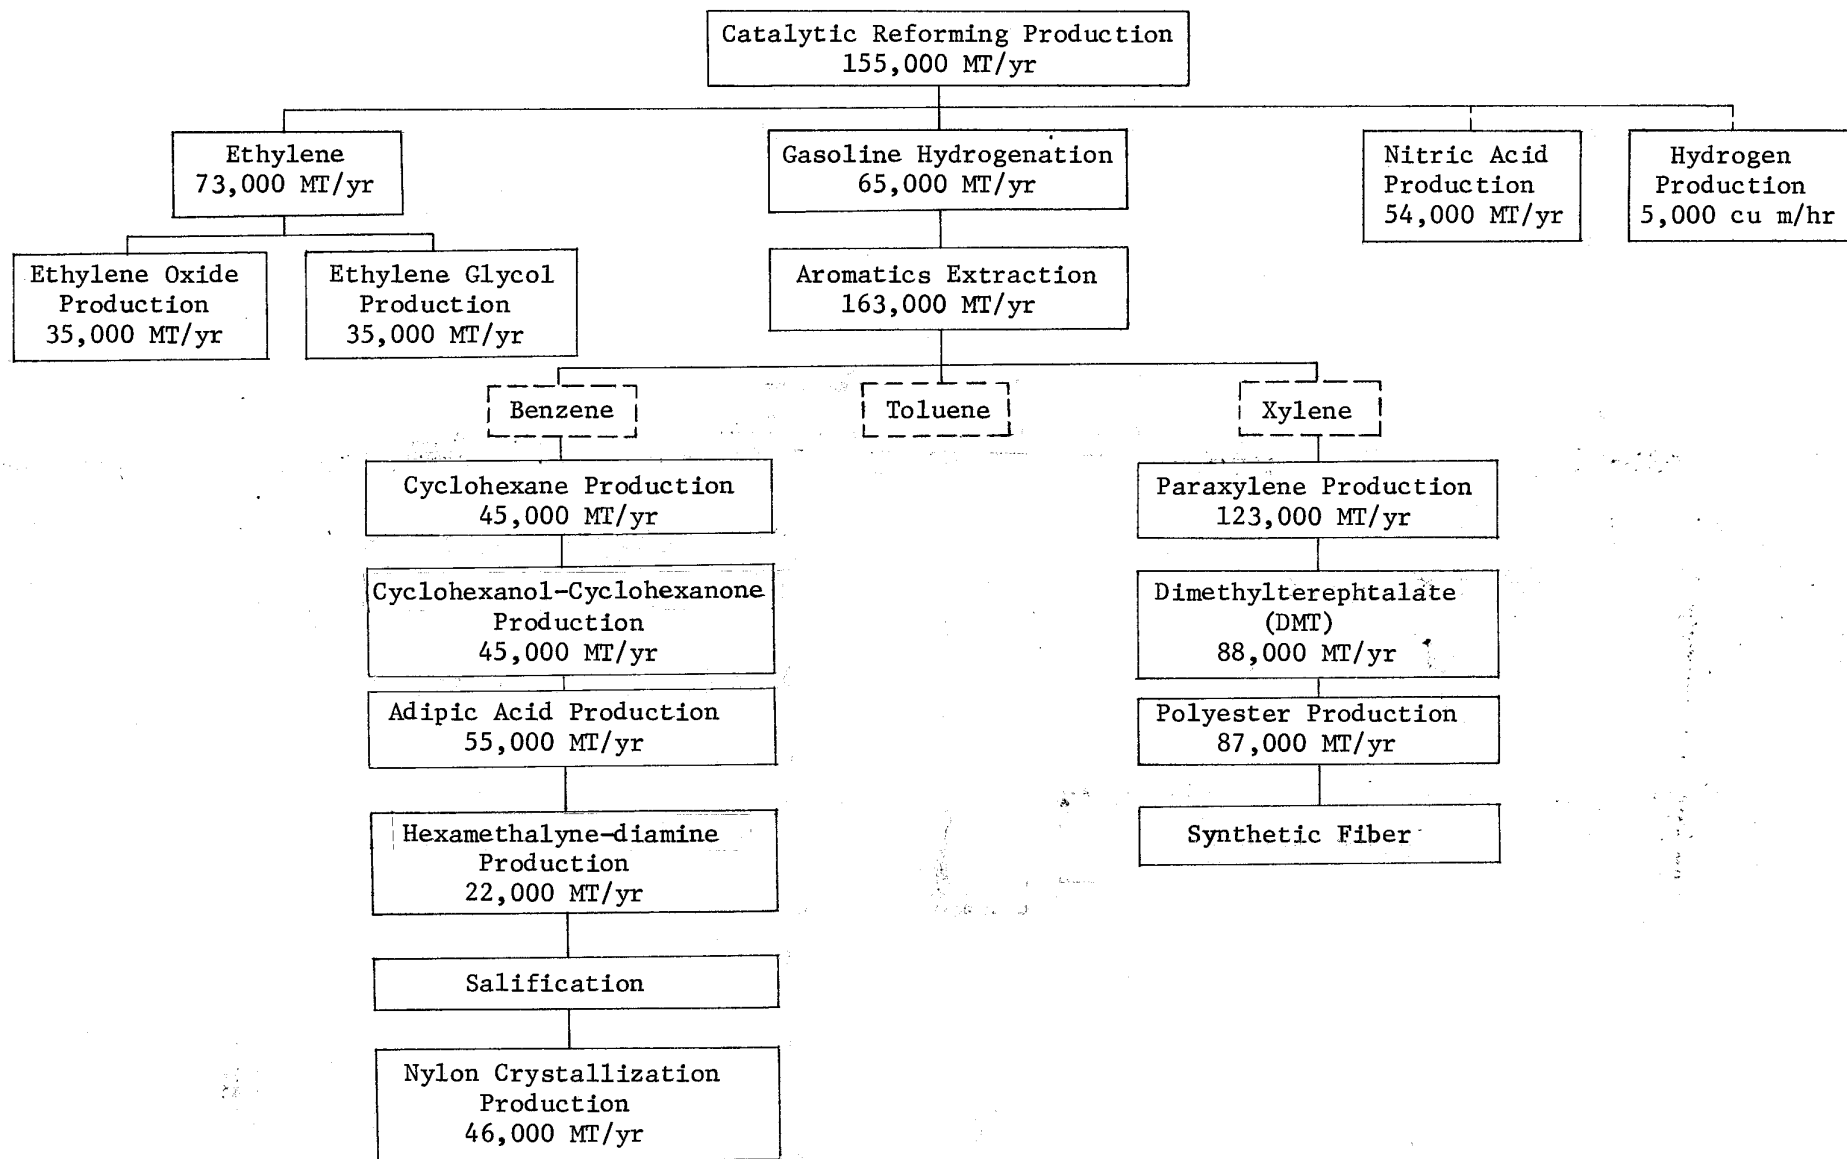 Catalytic Reforming Production
155,000 MT/yr
Ethylene
73,000 MT/yr
Gasoline Hydrogenation
65,000 MT/yr
Nitric Acid
Production
54,000 MT/yr
Hydrogen
Production
5,000 cu m/hr
Ethylene Oxide
Production
35,000 MT/yr
Ethylene Glycol
Production
35,000 MT/yr
Aromatics Extraction
163,000 MT/yr
Benzene
Toluene
Xylene
Cyclohexane Production
45,000 MT/yr
Cyclohexanol-Cyclohexanone
Production
45,000 MT/yr
Adipic Acid Production
55,000 MT/yr
Hexamethalyne-diamine
Production
22,000 MT/yr
Salification
Nylon Crystallization
Production
46,000 MT/yr
Paraxylene Production
123,000 MT/yr
Dimethylterephtalate
(DMT)
88,000 MT/yr
Polyester Production
87,000 MT/yr
Synthetic Fiber